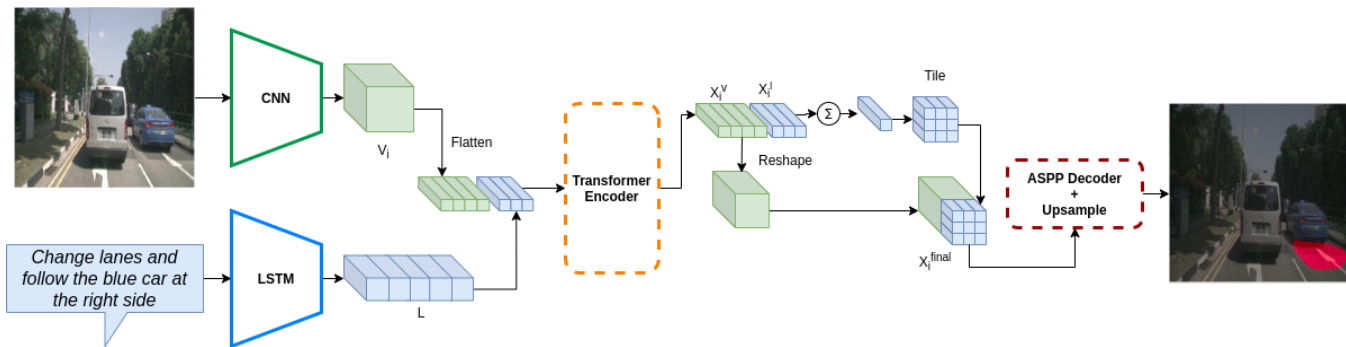 CNN
V_i
Flatten
Change lanes and
follow the blue car at
the right side
LSTM
L
Transformer
Encoder
X_i^v
X_i^l
Σ
Tile
Reshape
X_i^final
ASPP Decoder
+
Upsample